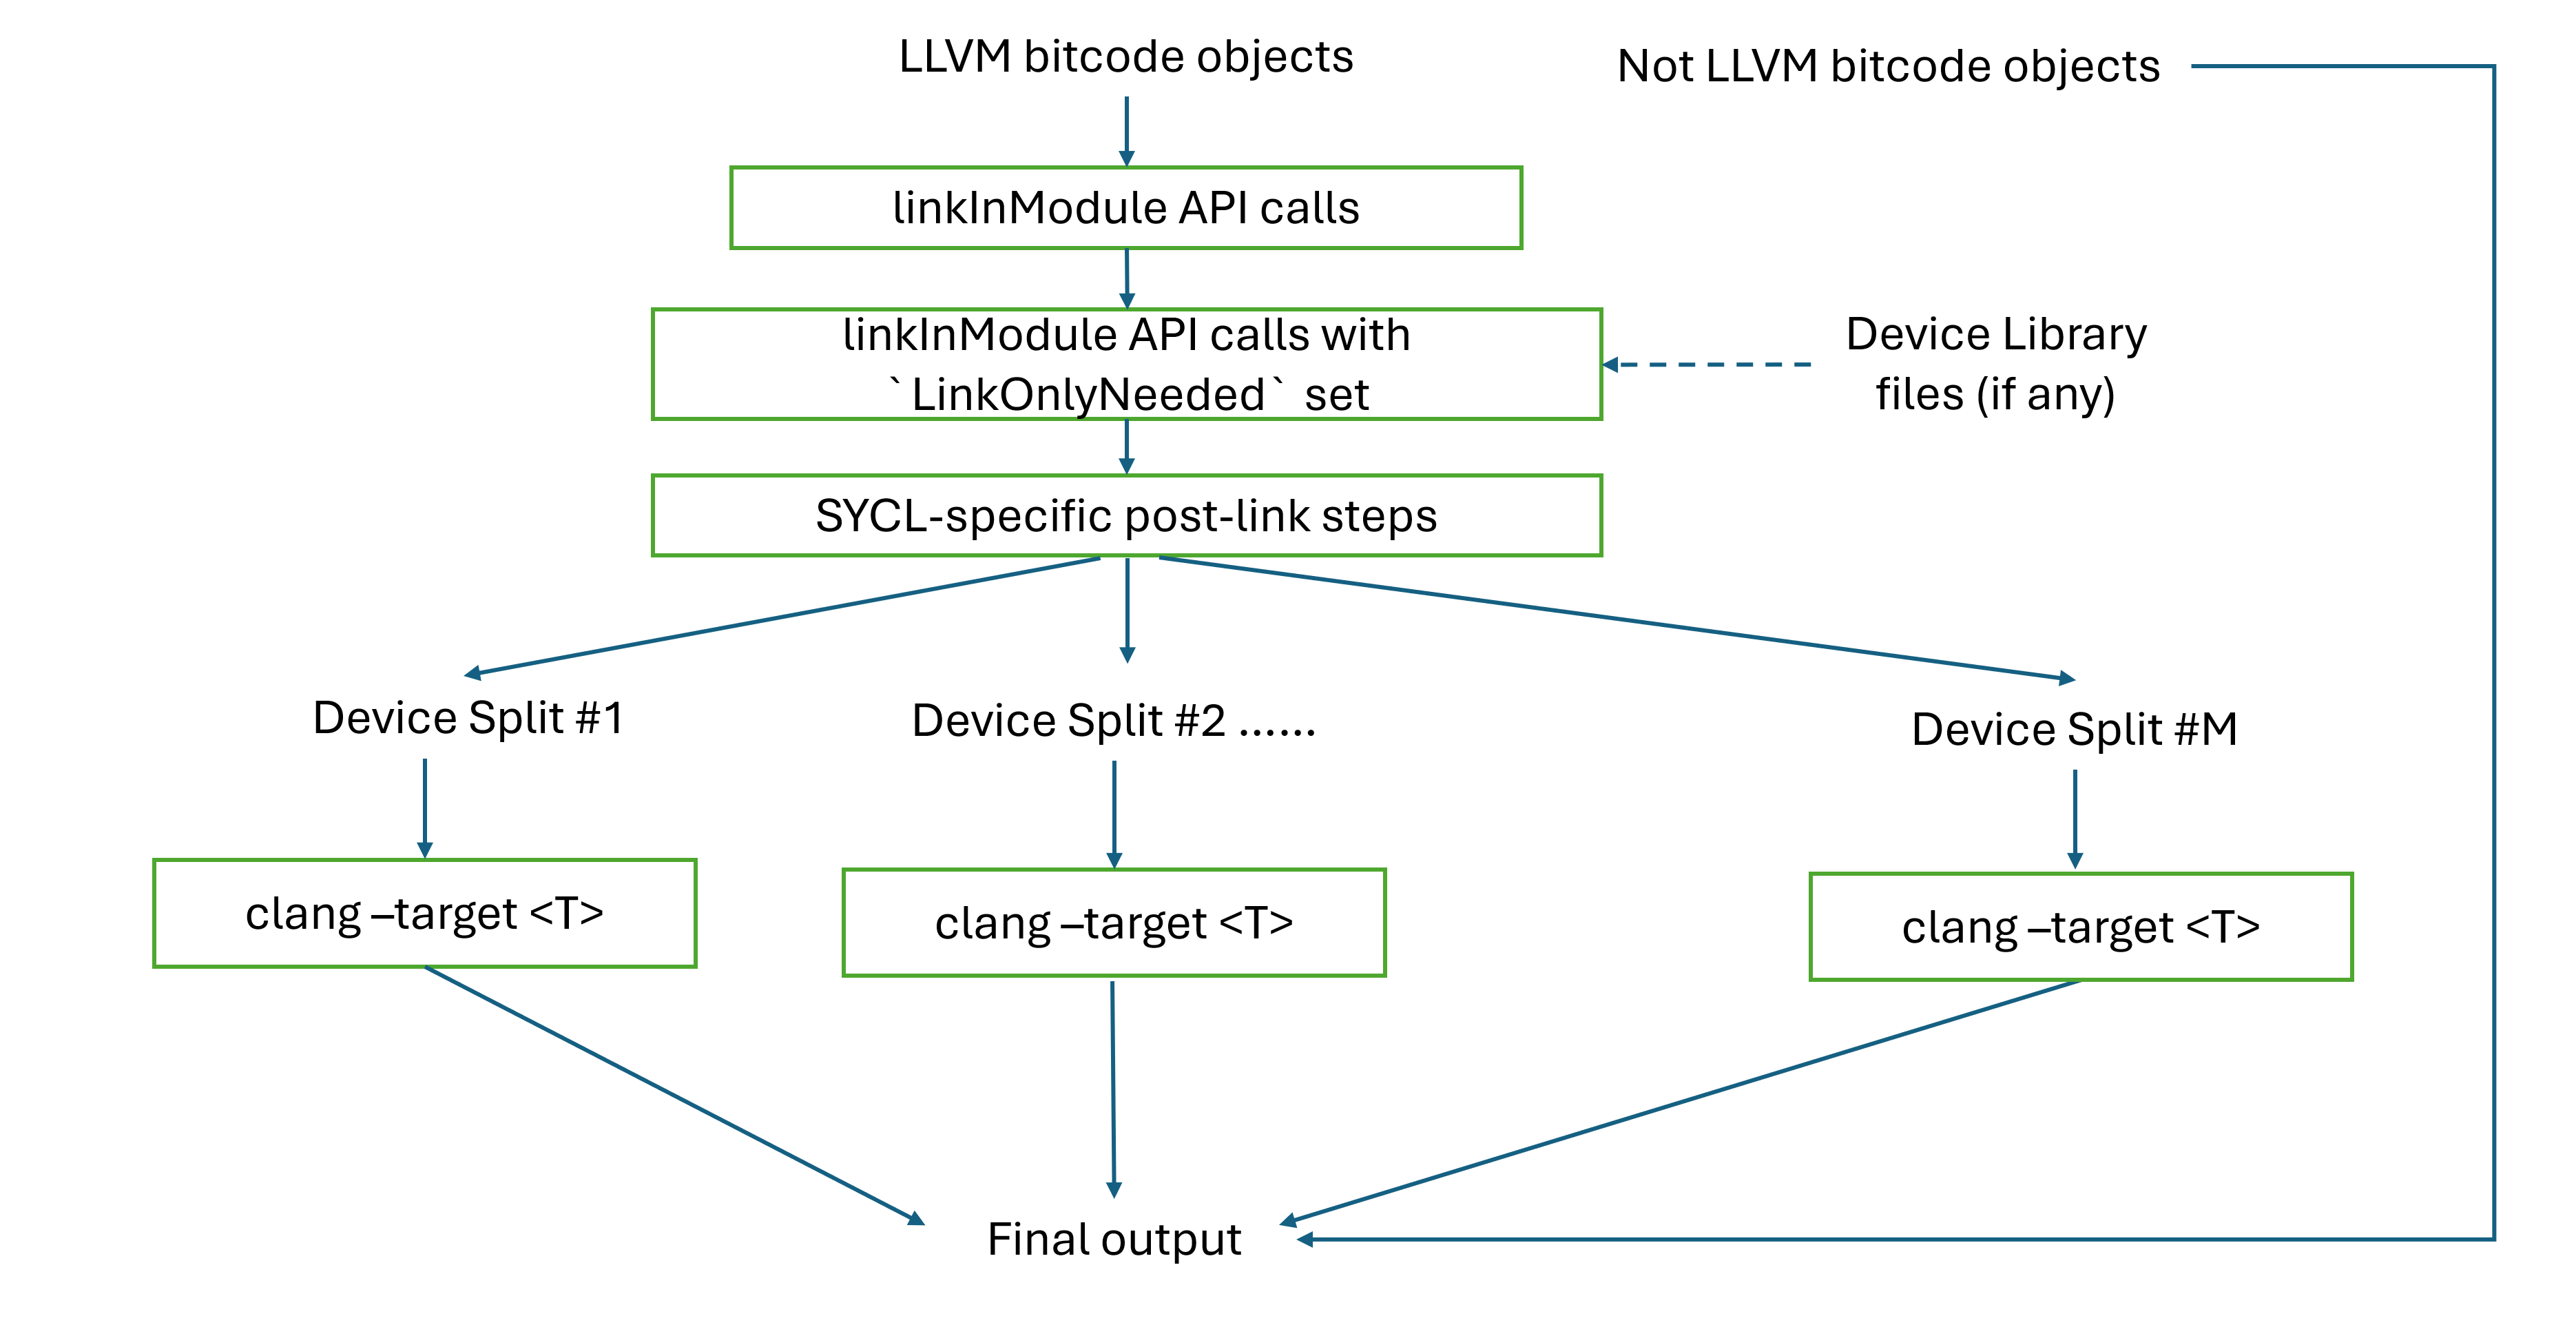 LLVM bitcode objects
Not LLVM bitcode objects
linkInModule API calls
linkInModule API calls with
`LinkOnlyNeeded` set
Device Library
files (if any)
SYCL-specific post-link steps
Device Split #1
Device Split #2 ......
Device Split #M
clang –target <T>
clang –target <T>
clang –target <T>
Final output